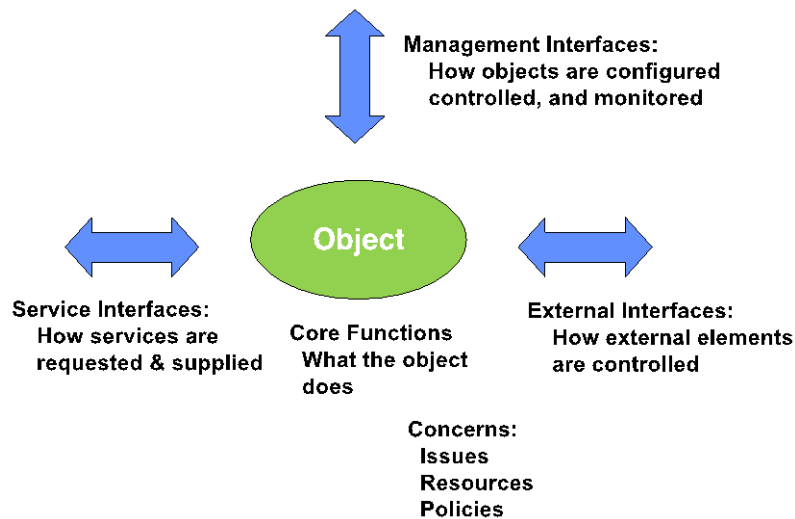 Management Interfaces:
How objects are configured
controlled, and monitored
Object
Service Interfaces:
How services are
requested & supplied
Core Functions
What the object
does
External Interfaces:
How external elements
are controlled
Concerns:
Issues
Resources
Policies